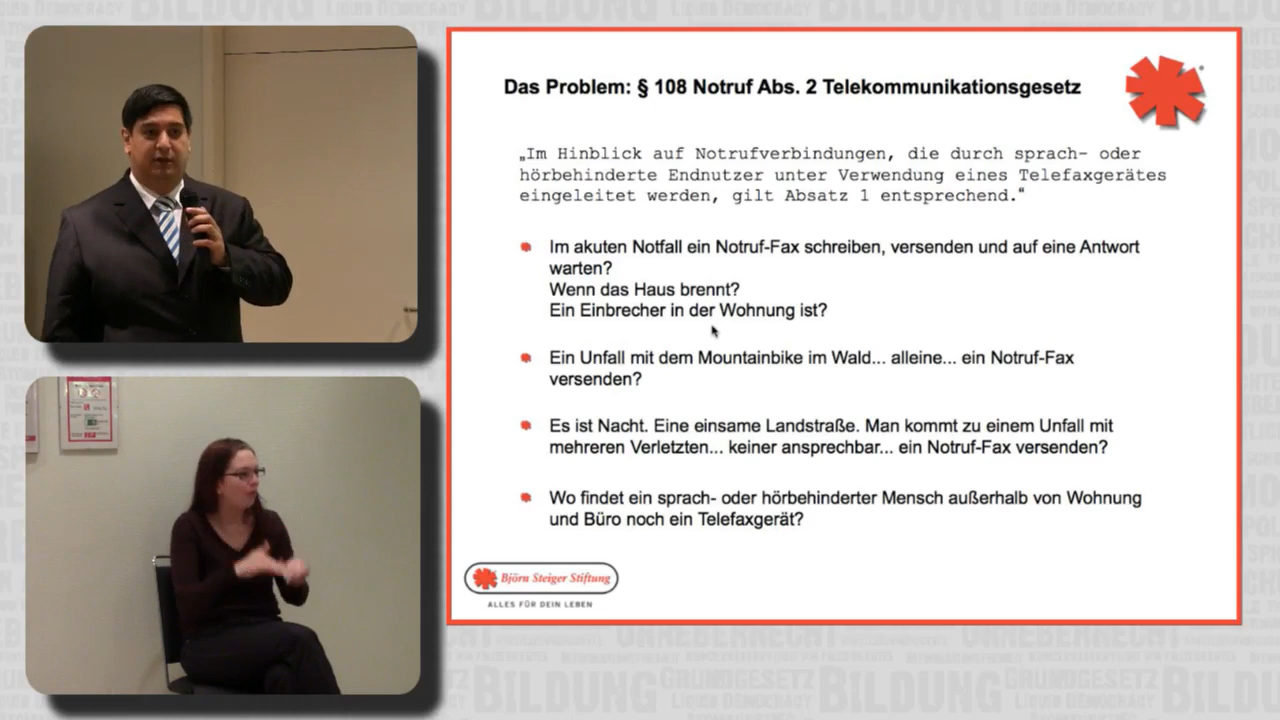 Das Problem: § 108 Notruf Abs. 2 Telekommunikationsgesetz
„Im Hinblick auf Notrufverbindungen, die durch sprach- oder
hörbehinderte Endnutzer unter Verwendung eines Telefaxgerätes
eingeleitet werden, gilt Absatz 1 entsprechend."
Im akuten Notfall ein Notruf-Fax schreiben, versenden und auf eine Antwort
warten?
Wenn das Haus brennt?
Ein Einbrecher in der Wohnung ist?
Ein Unfall mit dem Mountainbike im Wald... alleine... ein Notruf-Fax
versenden?
Es ist Nacht. Eine einsame Landstraße. Man kommt zu einem Unfall mit
mehreren Verletzten... keiner ansprechbar... ein Notruf-Fax versenden?
Wo findet ein sprach- oder hörbehinderter Mensch außerhalb von Wohnung
und Büro noch ein Telefaxgerät?
Björn Steiger Stiftung
ALLES FÜR DEIN LEBEN
BILDUNG
GRUNDGESETZ
LIQUID DEMOCRACY
BILDUNG